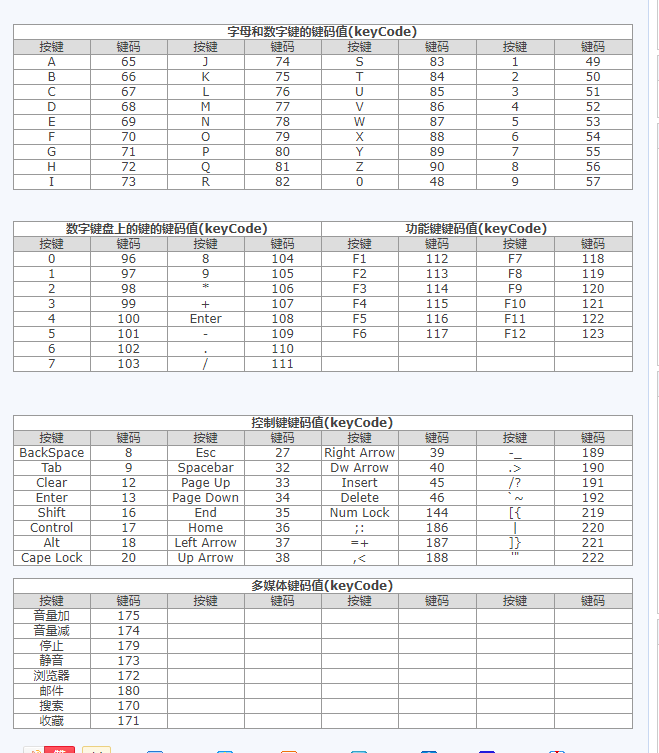 字母和数字键的键码值(keyCode)
按键 键码 按键 键码 按键 键码 按键 键码
A 65 J 74 S 83 1 49
B 66 K 75 T 84 2 50
C 67 L 76 U 85 3 51
D 68 M 77 V 86 4 52
E 69 N 78 W 87 5 53
F 70 O 79 X 88 6 54
G 71 P 80 Y 89 7 55
H 72 Q 81 Z 90 8 56
I 73 R 82 0 48 9 57
数字键盘上的键的键码值(keyCode) 功能键键码值(keyCode)
按键 键码 按键 键码 按键 键码 按键 键码
0 96 8 104 F1 112 F7 118
1 97 9 105 F2 113 F8 119
2 98 * 106 F3 114 F9 120
3 99 + 107 F4 115 F10 121
4 100 Enter 108 F5 116 F11 122
5 101 - 109 F6 117 F12 123
6 102 . 110
7 103 / 111
控制键键码值(keyCode)
按键 键码 按键 键码 按键 键码 按键 键码
BackSpace 8 Esc 27 Right Arrow 39 -_ 189
Tab 9 Spacebar 32 Dw Arrow 40 .> 190
Clear 12 Page Up 33 Insert 45 /? 191
Enter 13 Page Down 34 Delete 46 `~ 192
Shift 16 End 35 Num Lock 144 [{ 219
Control 17 Home 36 ;: 186 | 220
Alt 18 Left Arrow 37 =+ 187 ]} 221
Cape Lock 20 Up Arrow 38 ,< 188 '" 222
多媒体键码值(keyCode)
按键 键码 按键 键码 按键 键码 按键 键码
音量加 175
音量减 174
停止 179
静音 173
浏览器 172
邮件 180
搜索 170
收藏 171